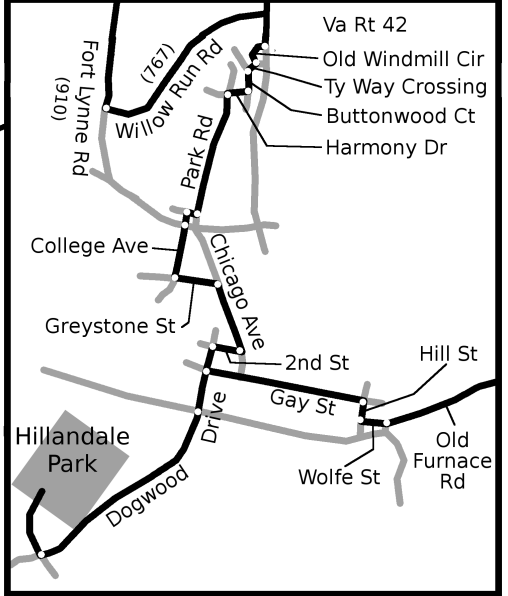 Va Rt 42
Old Windmill Cir
Ty Way Crossing
Buttonwood Ct
Harmony Dr
(767)
Willow Run Rd
Fort Lynne Rd
(910)
Park Rd
College Ave
Chicago Ave
Greystone St
2nd St
Hill St
Gay St
Drive
Hillandale
Park
Old
Furnace
Rd
Wolfe St
Dogwood